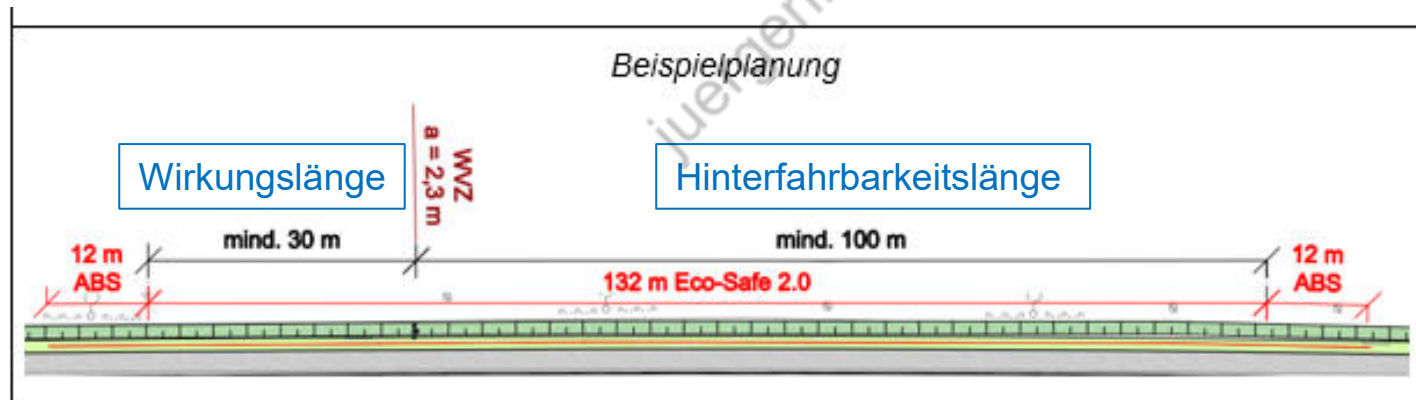 Beispielplanung
juergen
WVZ
a = 2,3 m
Wirkungslänge
Hinterfahrbarkeitslänge
mind. 30 m
mind. 100 m
12 m
ABS
132 m Eco-Safe 2.0
12 m
ABS